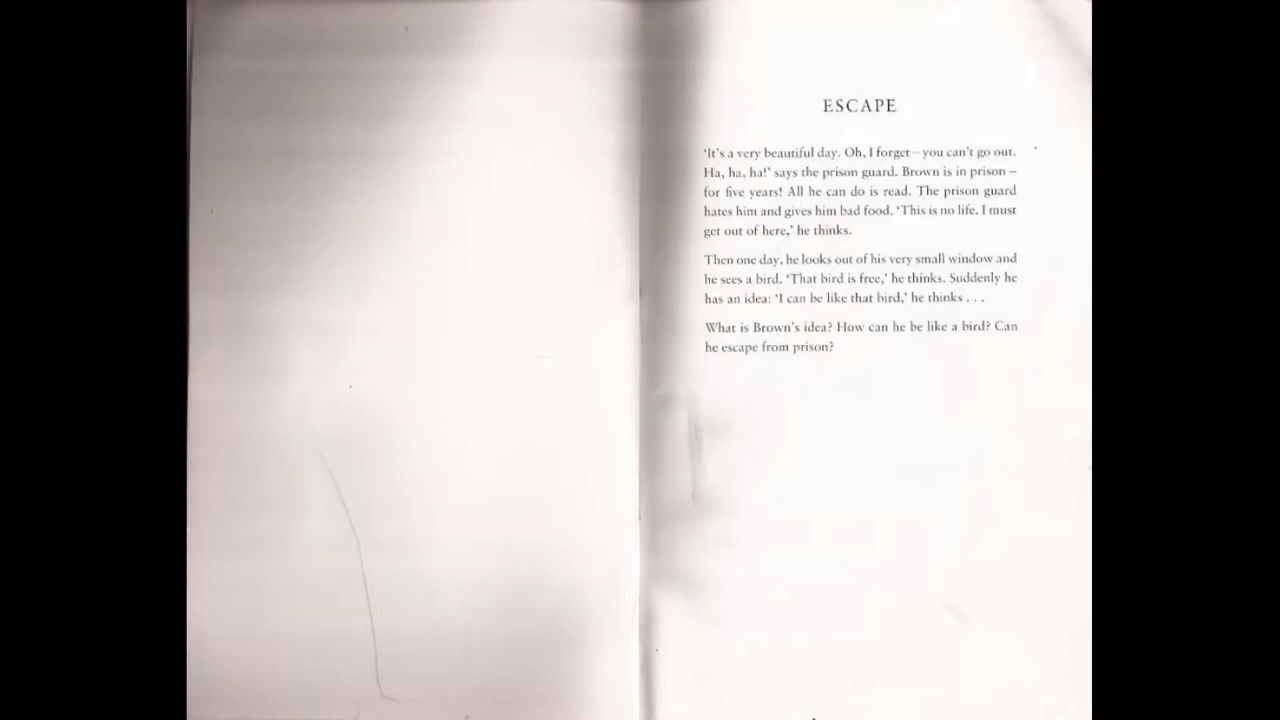 ESCAPE
‘It's a very beautiful day. Oh, I forget – you can't go out.
Ha, ha, ha!’ says the prison guard. Brown is in prison –
for five years! All he can do is read. The prison guard
hates him and gives him bad food. ‘This is no life. I must
get out of here,’ he thinks.
Then one day, he looks out of his very small window and
he sees a bird. ‘That bird is free,’ he thinks. Suddenly he
has an idea: ‘I can be like that bird,’ he thinks . . .
What is Brown's idea? How can he be like a bird? Can
he escape from prison?